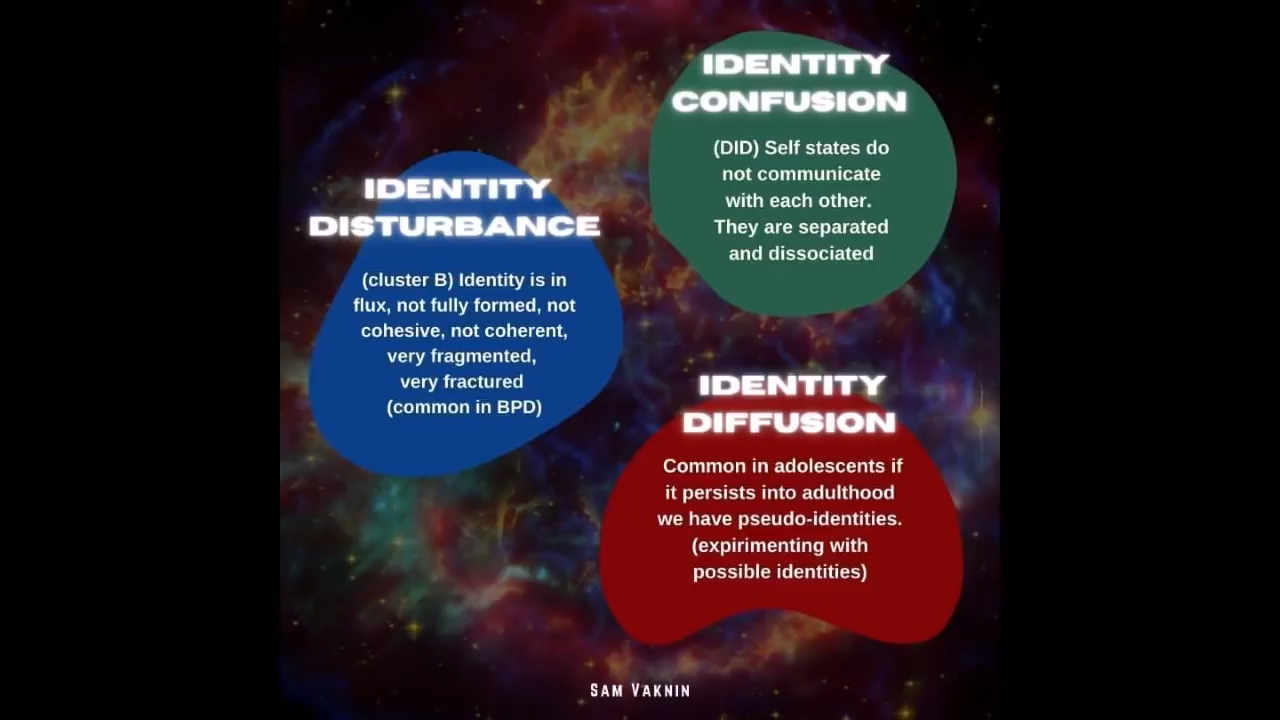 IDENTITY
DISTURBANCE
(cluster B) Identity is in
flux, not fully formed, not
cohesive, not coherent,
very fragmented,
very fractured
(common in BPD)
IDENTITY
CONFUSION
(DID) Self states do
not communicate
with each other.
They are separated
and dissociated
IDENTITY
DIFFUSION
Common in adolescents if
it persists into adulthood
we have pseudo-identities.
(expirimenting with
possible identities)
SAM VAKNIN